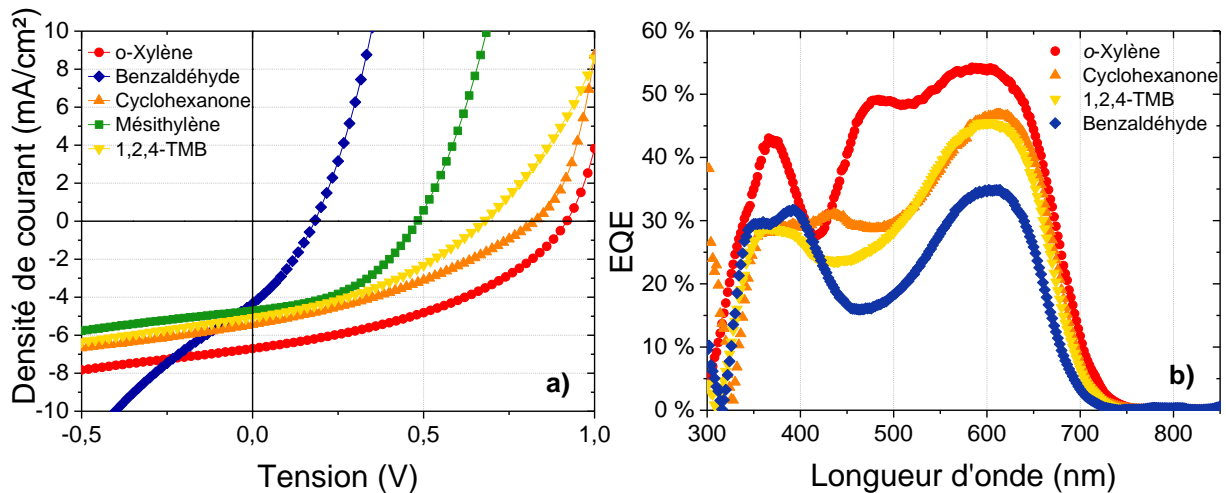 Densité de courant (mA/cm²)
10
8
6
4
2
0
-2
-4
-6
-8
-10
o-Xylène
Benzaldéhyde
Cyclohexanone
Mésithylène
1,2,4-TMB
a)
-0,5
0,0
0,5
1,0
Tension (V)
EQE
60 %
50 %
40 %
30 %
20 %
10 %
0 %
o-Xylène
Cyclohexanone
1,2,4-TMB
Benzaldéhyde
b)
300
400
500
600
700
800
Longueur d'onde (nm)